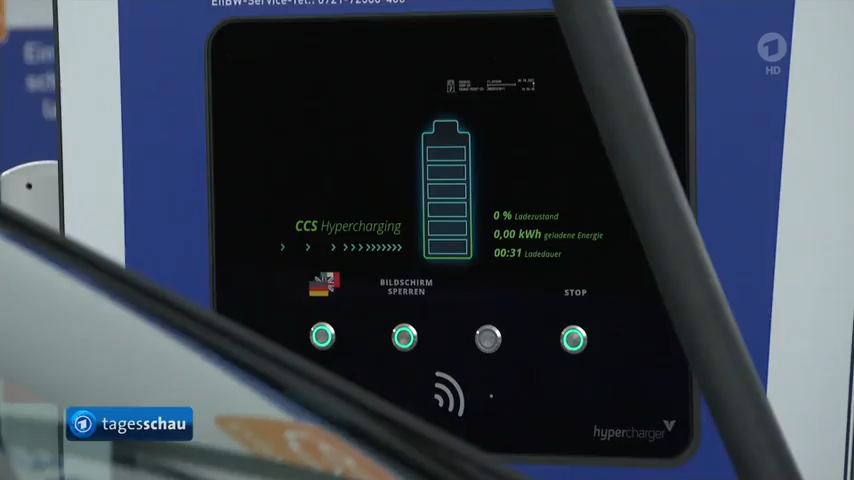 EnBW-Service-Tel.:
1
HD
CCS Hypercharging
0 % Ladezustand
0,00 kWh geladene Energie
00:31 Ladedauer
BILDSCHIRM
SPERREN
STOP
hypercharger
tagesschau